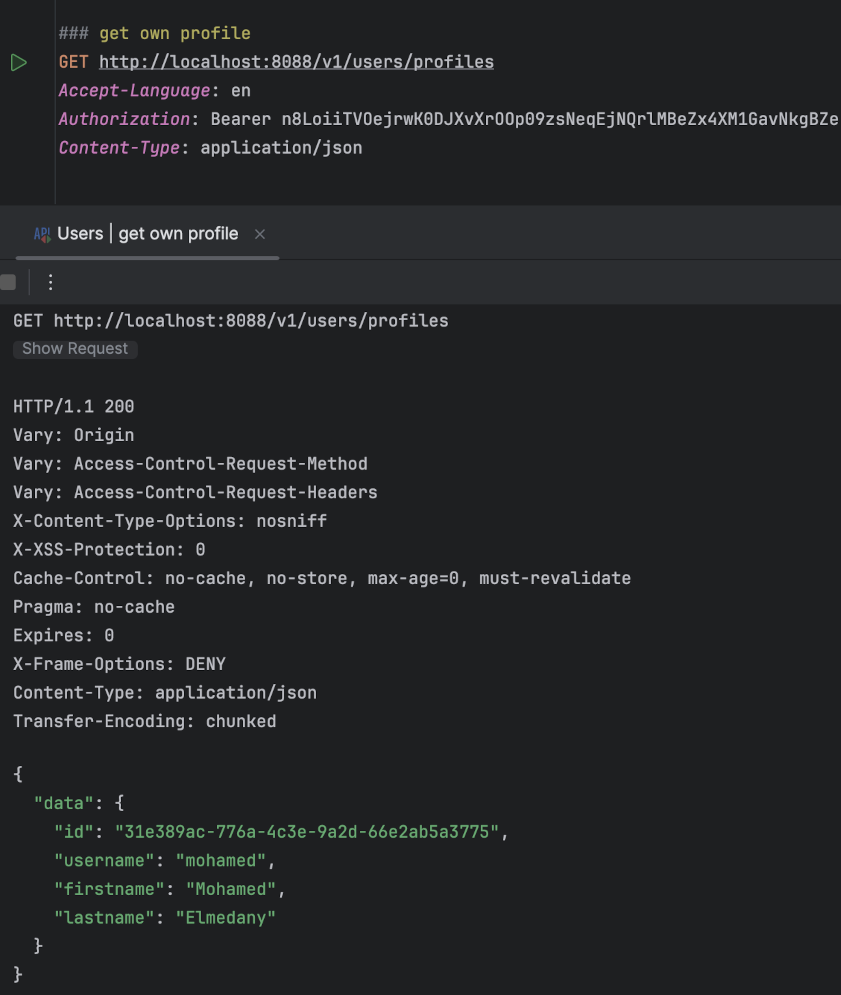 ### get own profile
GET http://localhost:8088/v1/users/profiles
Accept-Language: en
Authorization: Bearer n8LoiiTVOejrwK0DJXvXrOOp09zsNeqEjNQrlMBeZx4XM1GavNkgBZe
Content-Type: application/json
API Users | get own profile ×
GET http://localhost:8088/v1/users/profiles
Show Request
HTTP/1.1 200
Vary: Origin
Vary: Access-Control-Request-Method
Vary: Access-Control-Request-Headers
X-Content-Type-Options: nosniff
X-XSS-Protection: 0
Cache-Control: no-cache, no-store, max-age=0, must-revalidate
Pragma: no-cache
Expires: 0
X-Frame-Options: DENY
Content-Type: application/json
Transfer-Encoding: chunked
{
  "data": {
    "id": "31e389ac-776a-4c3e-9a2d-66e2ab5a3775",
    "username": "mohamed",
    "firstname": "Mohamed",
    "lastname": "Elmedany"
  }
}